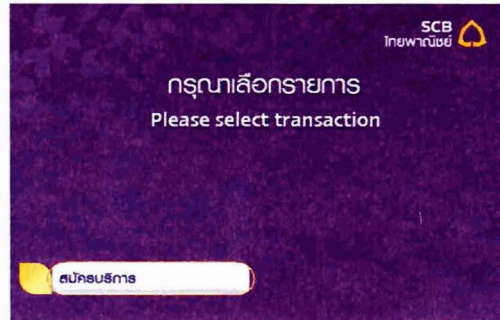 SCB
ไทยพาณิชย์
กรุณาเลือกรายการ
Please select transaction
สมัครบริการ